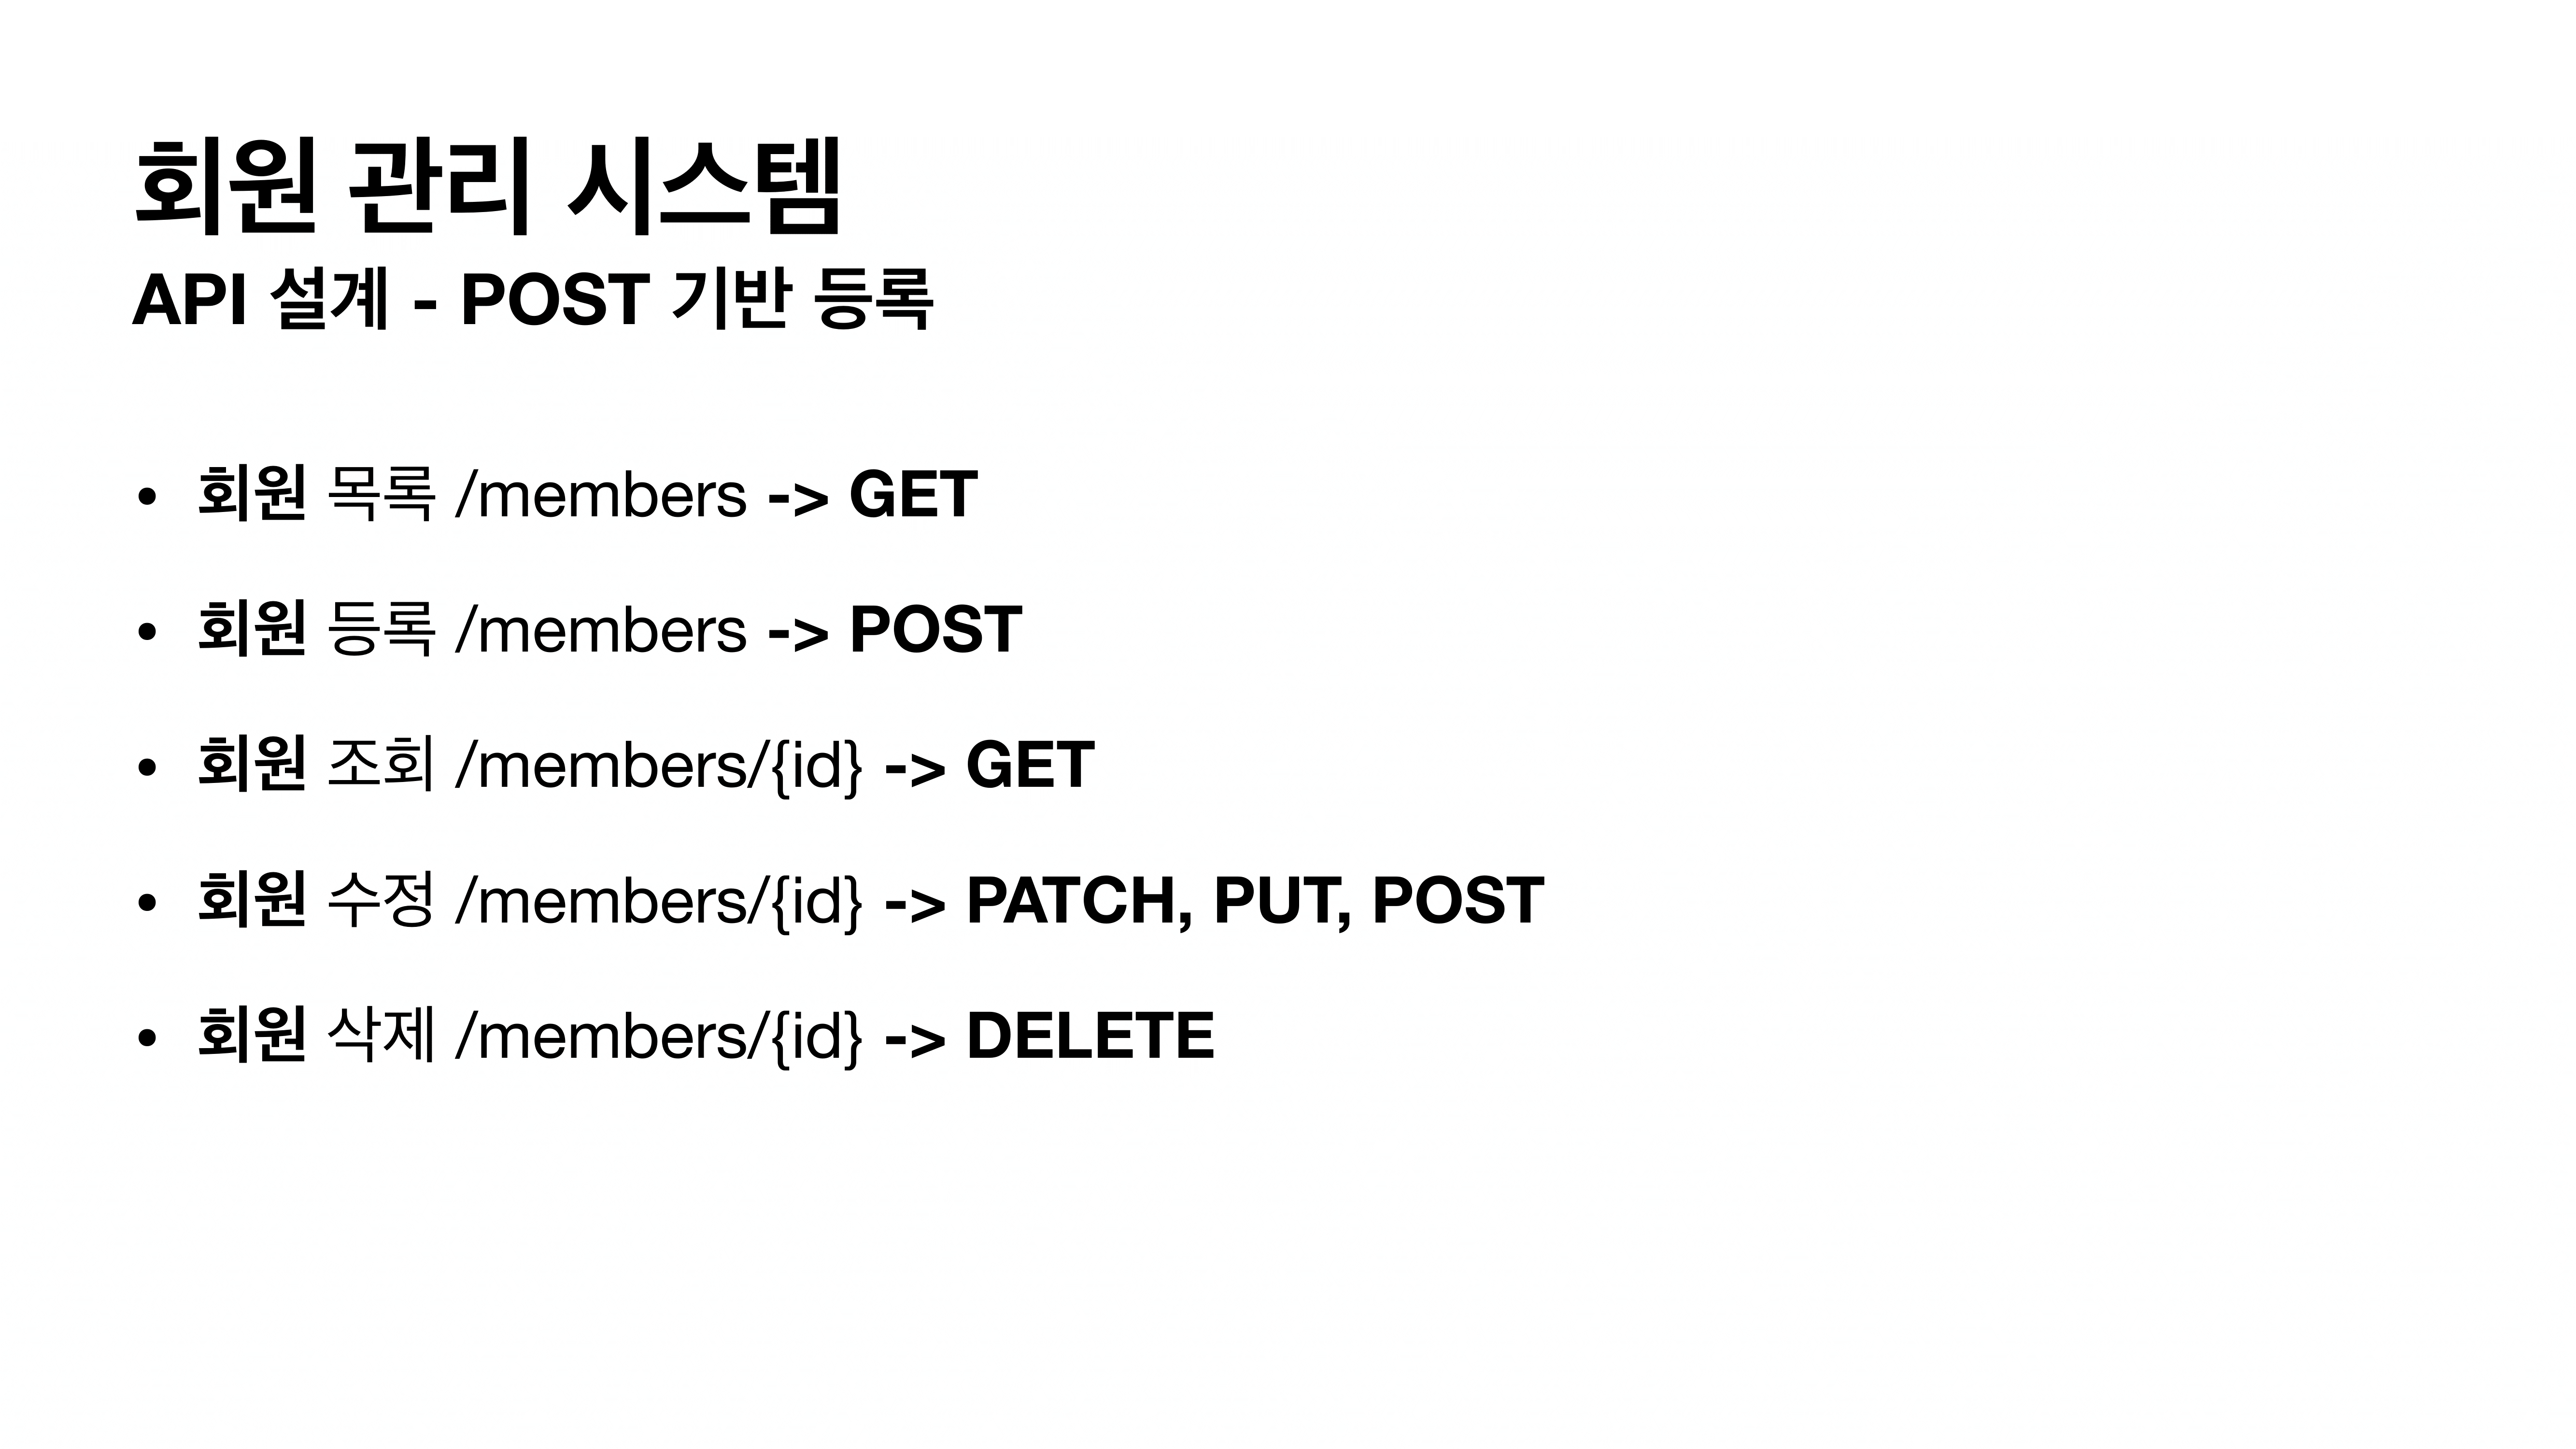 회원 관리 시스템
API 설계 - POST 기반 등록
• 회원 목록 /members -> GET
• 회원 등록 /members -> POST
• 회원 조회 /members/{id} -> GET
• 회원 수정 /members/{id} -> PATCH, PUT, POST
• 회원 삭제 /members/{id} -> DELETE